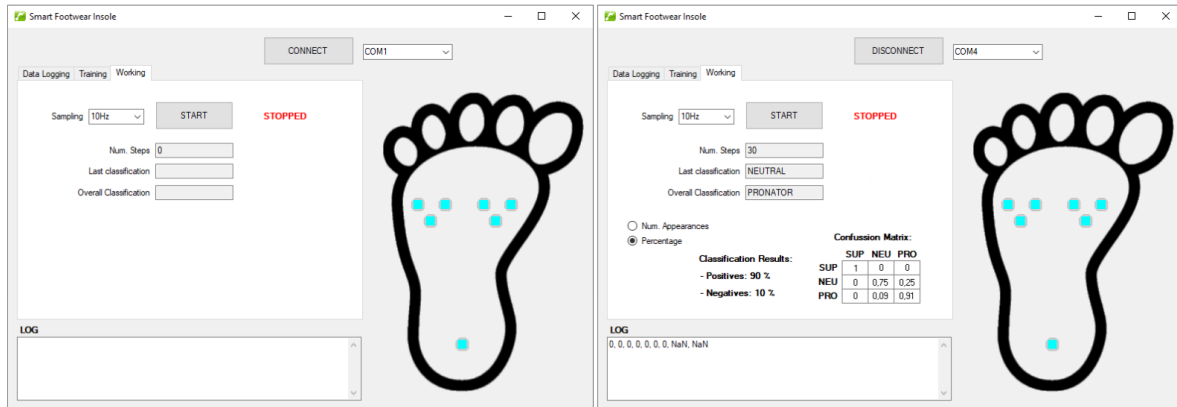 Smart Footwear Insole
CONNECT COM1
Data Logging Training Working
Sampling 10Hz START STOPPED
Num. Steps 0
Last classification
Overall Classification
LOG
Smart Footwear Insole
DISCONNECT COM4
Data Logging Training Working
Sampling 10Hz START STOPPED
Num. Steps 30
Last classification NEUTRAL
Overall Classification PRONATOR
Num. Appearances
Percentage
Classification Results:
- Positives: 90 %
- Negatives: 10 %
Confussion Matrix:
SUP NEU PRO
SUP 1 0 0
NEU 0 0,75 0,25
PRO 0 0,09 0,91
LOG
0, 0, 0, 0, 0, 0, 0, NaN, NaN